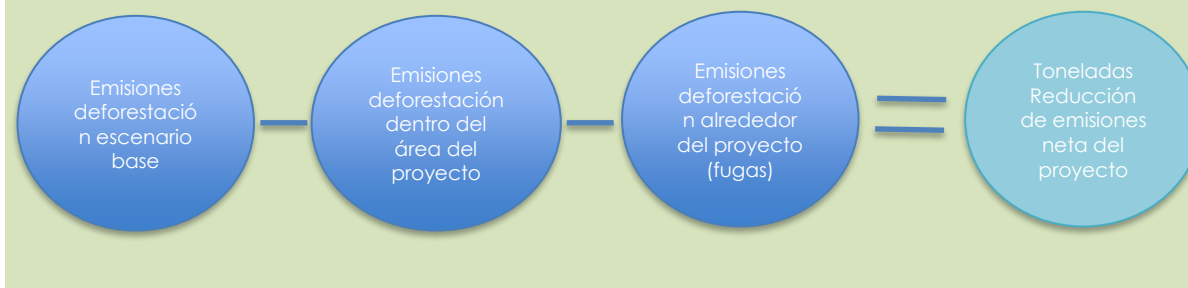 Emisiones
deforestació
n escenario
base
Emisiones
deforestación
dentro del
área del
proyecto
Emisiones
deforestació
n alrededor
del proyecto
(fugas)
Toneladas
Reducción
de emisiones
neta del
proyecto